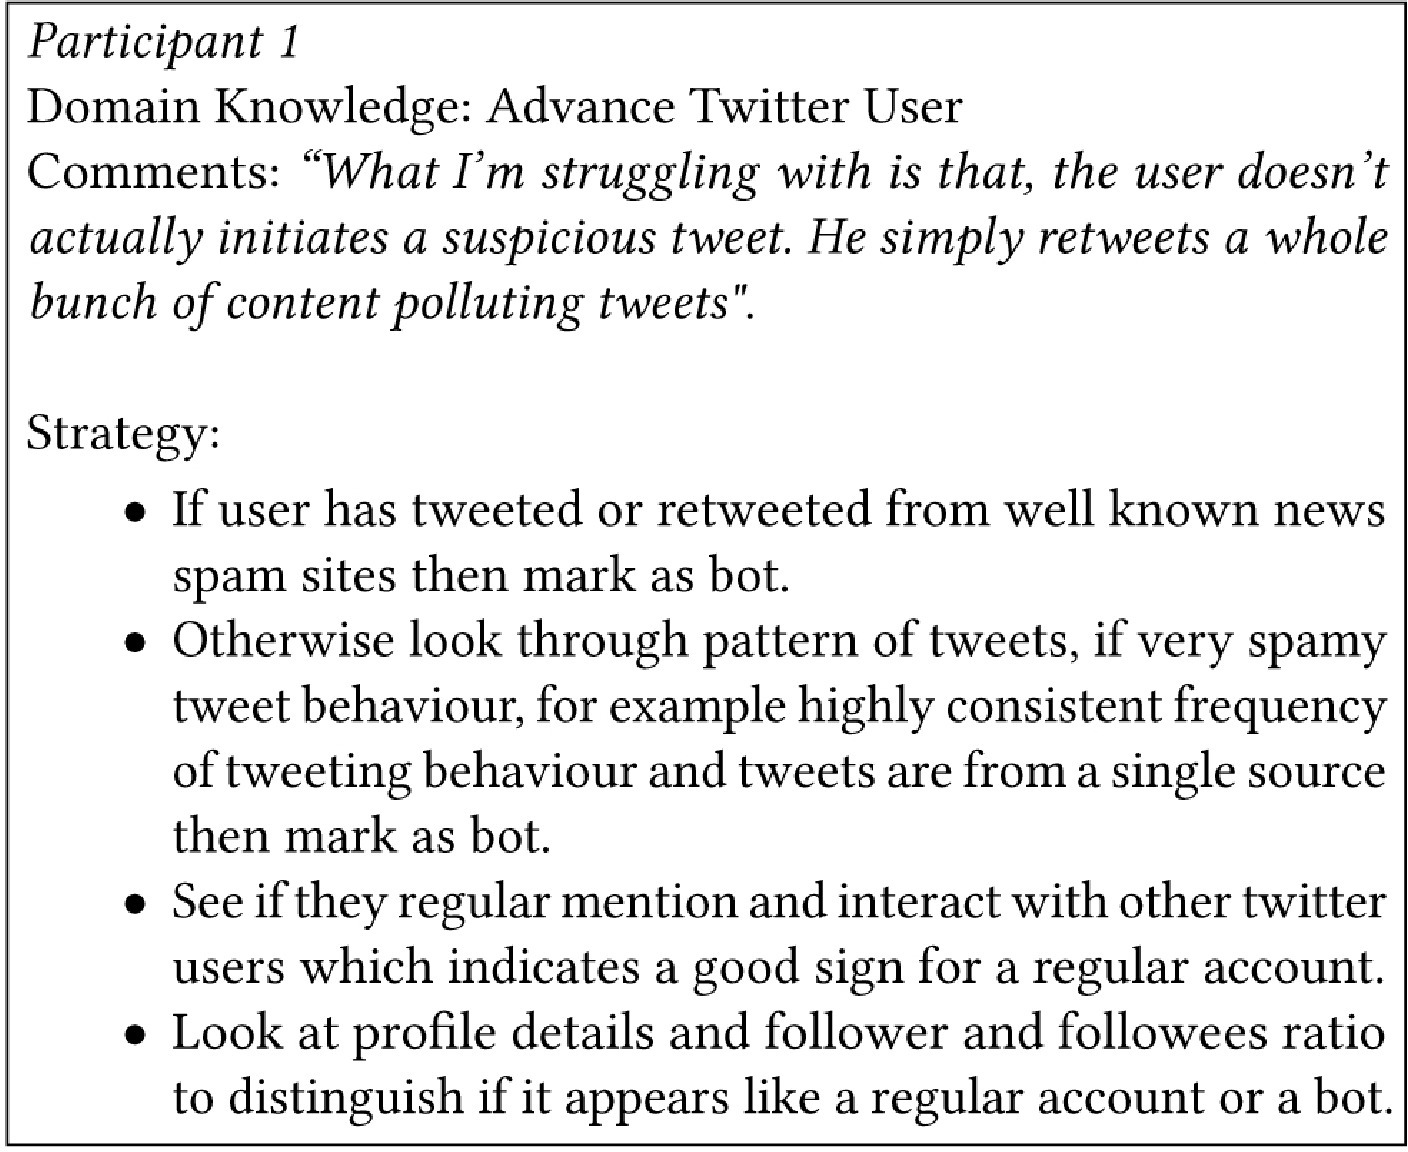 Participant 1
Domain Knowledge: Advance Twitter User
Comments: “What I’m struggling with is that, the user doesn’t
actually initiates a suspicious tweet. He simply retweets a whole
bunch of content polluting tweets".
Strategy:
● If user has tweeted or retweeted from well known news
spam sites then mark as bot.
● Otherwise look through pattern of tweets, if very spamy
tweet behaviour, for example highly consistent frequency
of tweeting behaviour and tweets are from a single source
then mark as bot.
● See if they regular mention and interact with other twitter
users which indicates a good sign for a regular account.
● Look at profile details and follower and followees ratio
to distinguish if it appears like a regular account or a bot.